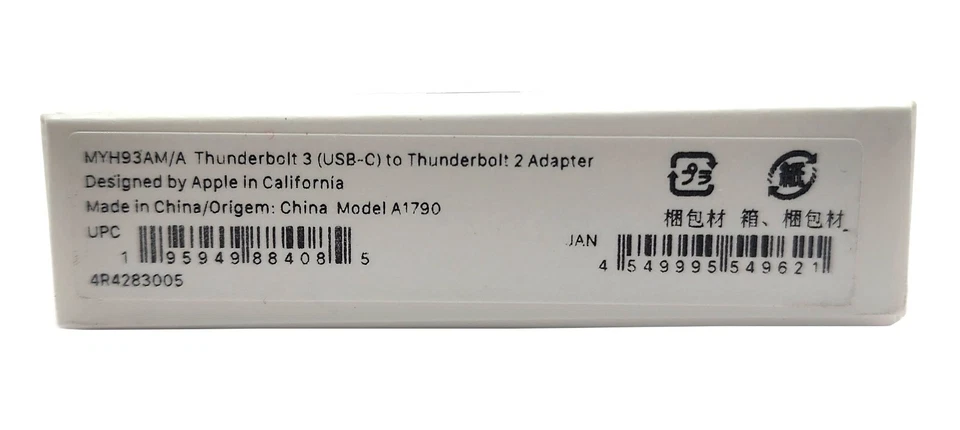 MYH93AM/A Thunderbolt 3 (USB-C) to Thunderbolt 2 Adapter
Designed by Apple in California
Made in China/Origem: China Model A1790
UPC
1 95949 88408 5
4R4283005
プラ
紙
梱包材 箱、梱包材
JAN
4 549995 549621